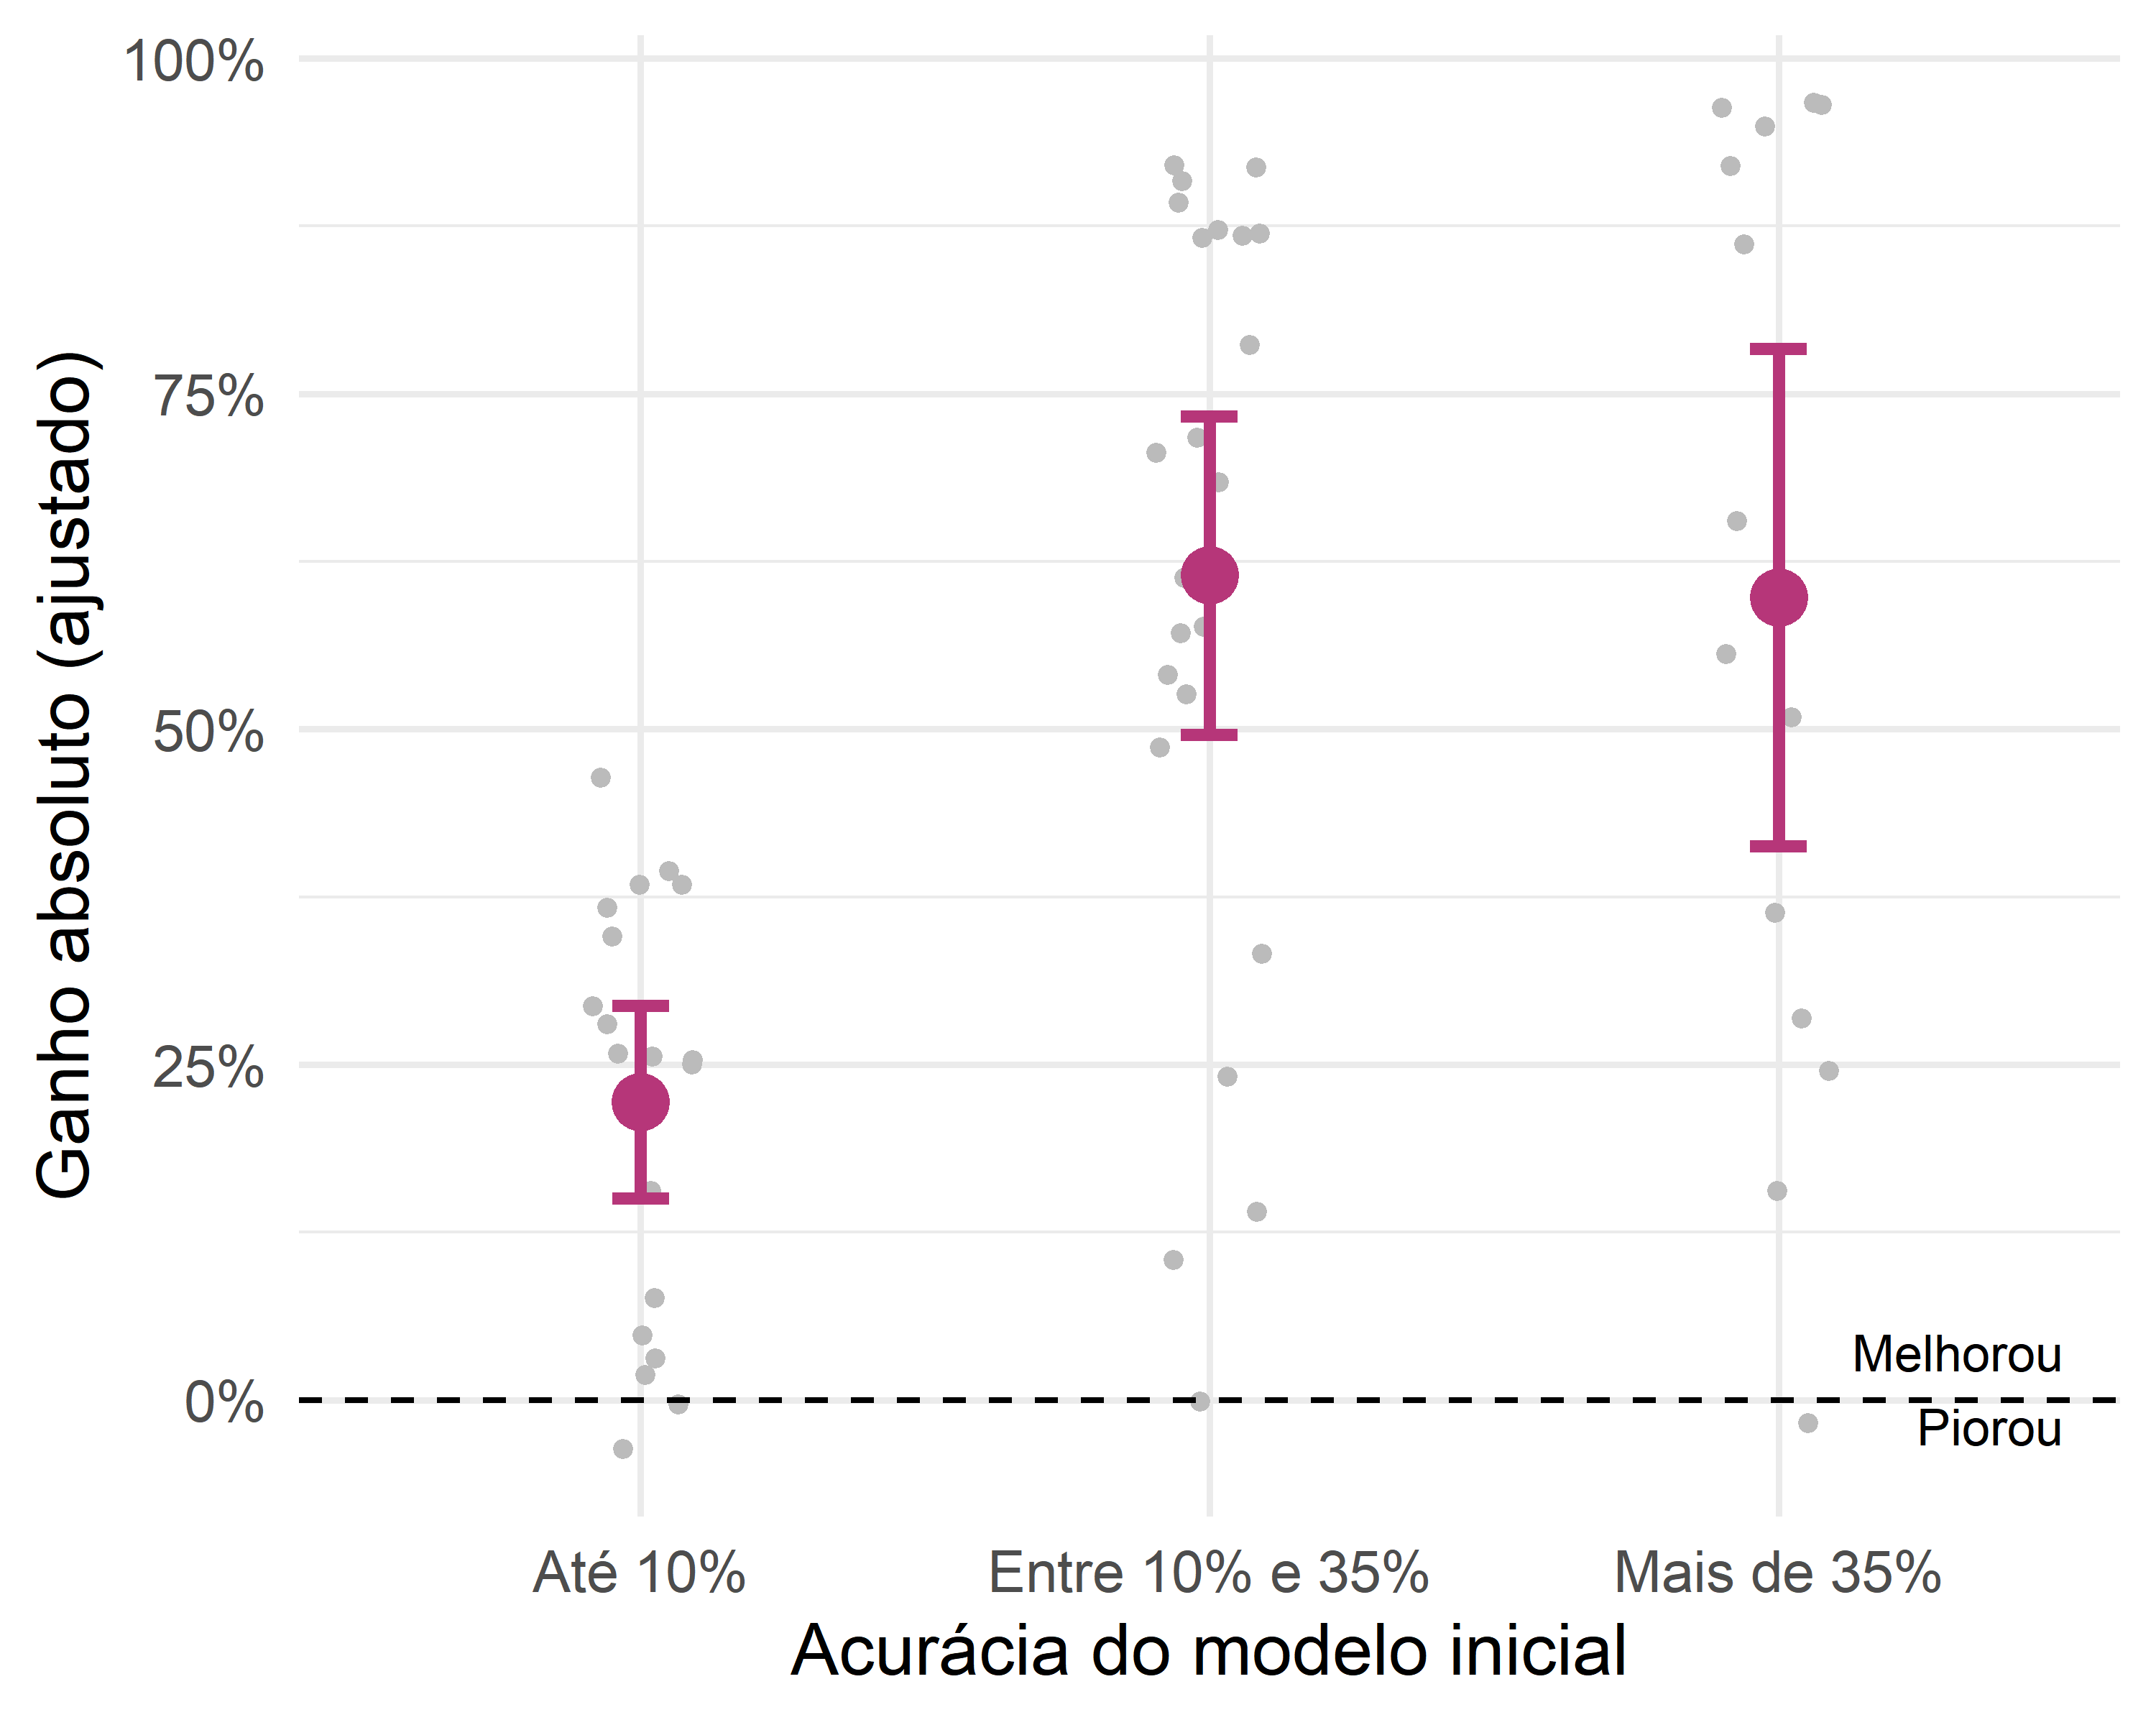 Ganho absoluto (ajustado)
100%
75%
50%
25%
0%
Melhorou
Piorou
Até 10%
Entre 10% e 35%
Mais de 35%
Acurácia do modelo inicial